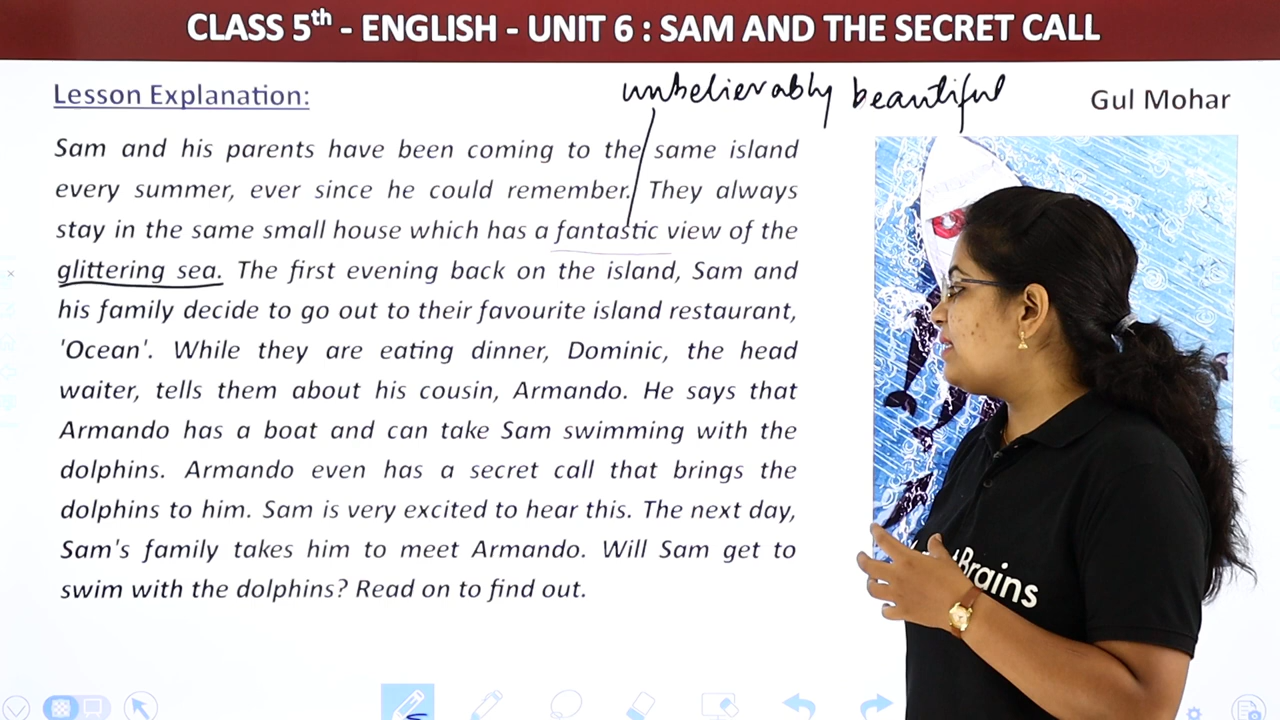 CLASS 5th - ENGLISH - UNIT 6 : SAM AND THE SECRET CALL
unbelievably beautiful
Lesson Explanation:
Gul Mohar
Sam and his parents have been coming to the same island
every summer, ever since he could remember. They always
stay in the same small house which has a fantastic view of the
glittering sea. The first evening back on the island, Sam and
his family decide to go out to their favourite island restaurant,
'Ocean'. While they are eating dinner, Dominic, the head
waiter, tells them about his cousin, Armando. He says that
Armando has a boat and can take Sam swimming with the
dolphins. Armando even has a secret call that brings the
dolphins to him. Sam is very excited to hear this. The next day,
Sam's family takes him to meet Armando. Will Sam get to
swim with the dolphins? Read on to find out.
Brains